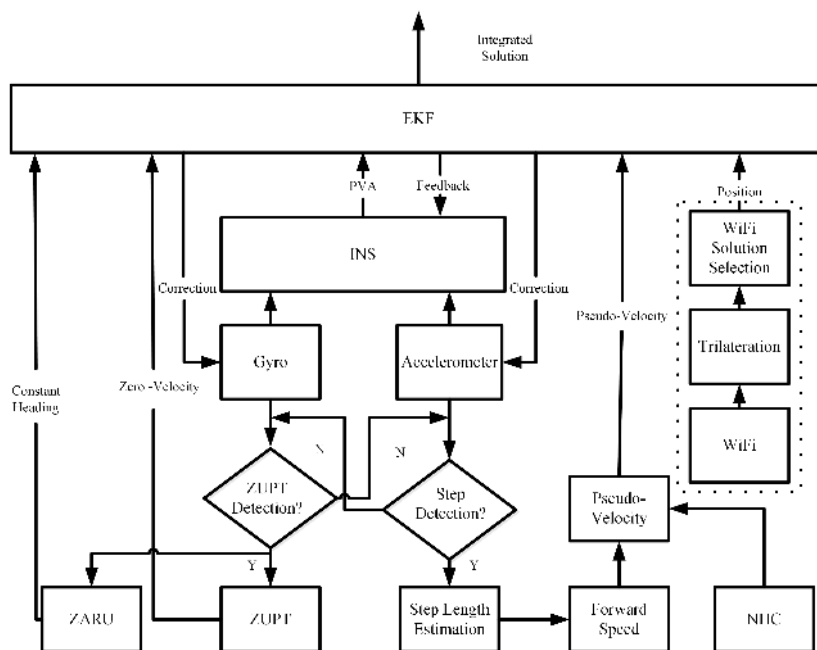 Integrated
Solution
EKF
PVA
Feedback
Position
WiFi
Solution
Selection
INS
Correction
Correction
Pseudo-Velocity
Trilateration
Gyro
Accelerometer
Constant
Heading
Zero -Velocity
WiFi
N
ZUPT
Detection?
Step
Detection?
Pseudo-
Velocity
Y
Y
ZARU
ZUPT
Step Length
Estimation
Forward
Speed
NHC